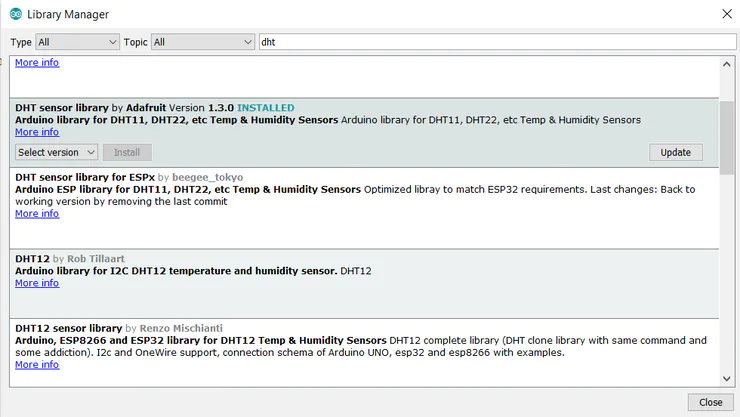 Library Manager
Type All Topic All dht
More info
DHT sensor library by Adafruit Version 1.3.0 INSTALLED
Arduino library for DHT11, DHT22, etc Temp & Humidity Sensors Arduino library for DHT11, DHT22, etc Temp & Humidity Sensors
More info
Select version Install Update
DHT sensor library for ESPx by beegee_tokyo
Arduino ESP library for DHT11, DHT22, etc Temp & Humidity Sensors Optimized libray to match ESP32 requirements. Last changes: Back to
working version by removing the last commit
More info
DHT12 by Rob Tillaart
Arduino library for I2C DHT12 temperature and humidity sensor. DHT12
More info
DHT12 sensor library by Renzo Mischianti
Arduino, ESP8266 and ESP32 library for DHT12 Temp & Humidity Sensors DHT12 complete library (DHT clone library with same command and
some addiction). I2c and OneWire support, connection schema of Arduino UNO, esp32 and esp8266 with examples.
More info
Close